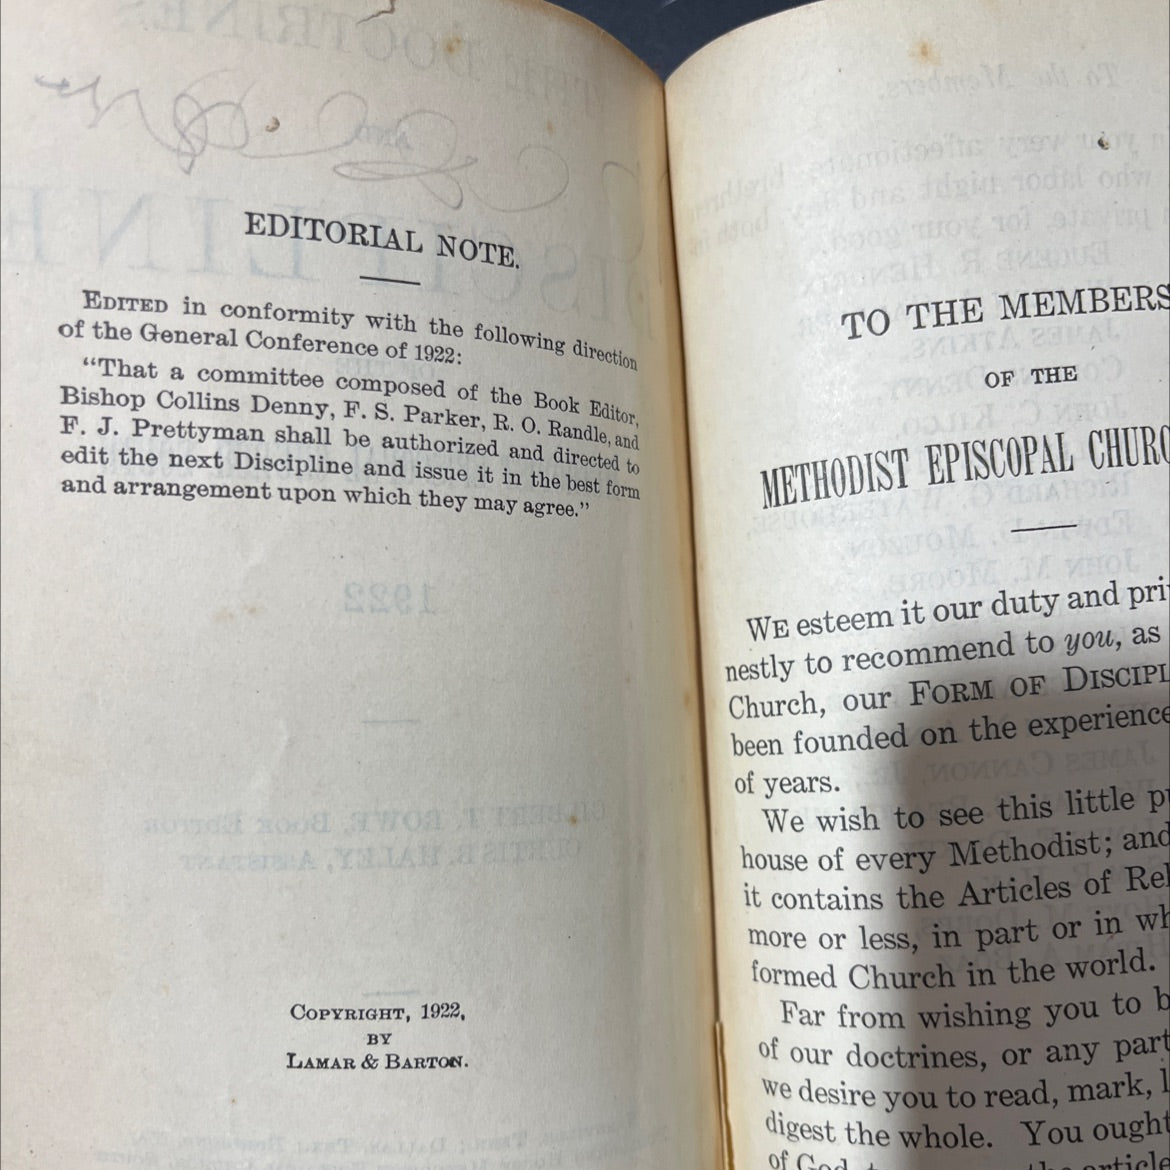 EDITORIAL NOTE.
EDITED in conformity with the following direction
of the General Conference of 1922:
“That a committee composed of the Book Editor,
Bishop Collins Denny, F. S. Parker, R. O. Randle, and
F. J. Prettyman shall be authorized and directed to
edit the next Discipline and issue it in the best form
and arrangement upon which they may agree.”
COPYRIGHT, 1922,
BY
LAMAR & BARTON.
TO THE MEMBERS
OF THE
METHODIST EPISCOPAL CHURC
WE esteem it our duty and pri
nestly to recommend to you, as
Church, our FORM OF DISCIPL
been founded on the experience
of years.
We wish to see this little p
house of every Methodist; and
it contains the Articles of Rel
more or less, in part or in wh
formed Church in the world.
Far from wishing you to b
of our doctrines, or any part
we desire you to read, mark, l
digest the whole. You ought
of God